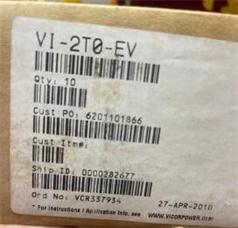 VI-2T0-EV
Qty: 10
Cust PO: 6201101866
Cust Item#:
Ship ID: 0000282677
Ord No: VCR337934 27-APR-2010
* For Instructions / Application Info, see WWW.VICORPOWER.COM